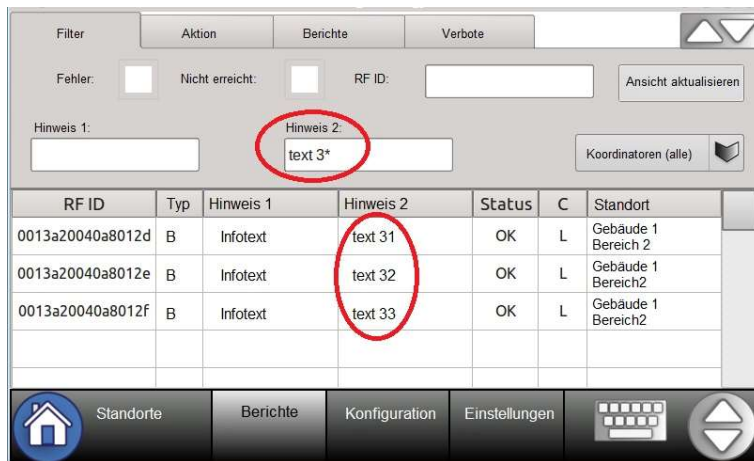 Filter Aktion Berichte Verbote
Fehler: Nicht erreicht: RF ID: Ansicht aktualisieren
Hinweis 1: Hinweis 2:
text 3* Koordinatoren (alle)
RF ID Typ Hinweis 1 Hinweis 2 Status C Standort
0013a20040a8012d B Infotext text 31 OK L Gebäude 1
Bereich 2
0013a20040a8012e B Infotext text 32 OK L Gebäude 1
Bereich2
0013a20040a8012f B Infotext text 33 OK L Gebäude 1
Bereich2
Standorte Berichte Konfiguration Einstellungen